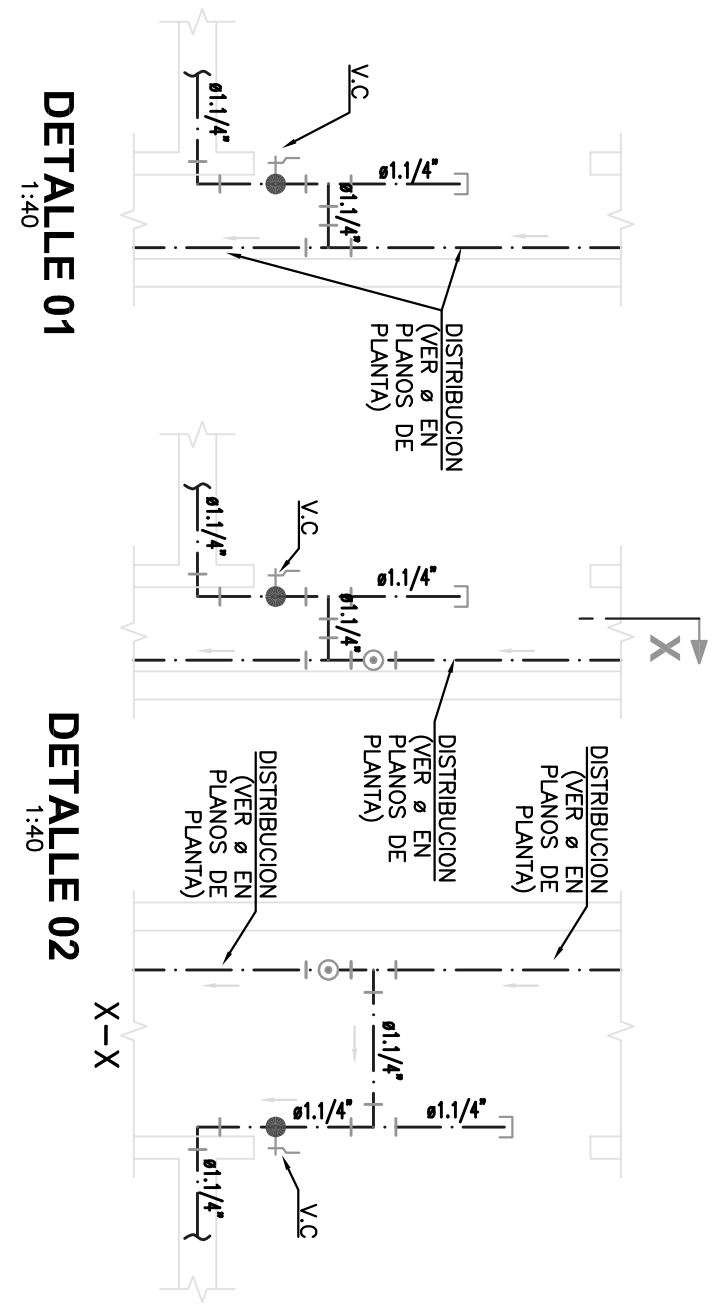 V.C
ø1.1/4"
ø1.1/4"
ø1.1/4"
DISTRIBUCION
(VER ø EN
PLANOS DE
PLANTA)
DETALLE 01
1:40
X
V.C
ø1.1/4"
ø1.1/4"
ø1.1/4"
DISTRIBUCION
(VER ø EN
PLANOS DE
PLANTA)
DISTRIBUCION
(VER ø EN
PLANOS DE
PLANTA)
DISTRIBUCION
(VER ø EN
PLANOS DE
PLANTA)
ø1.1/4"
ø1.1/4"
ø1.1/4"
ø1.1/4"
V.C
X-X
DETALLE 02
1:40